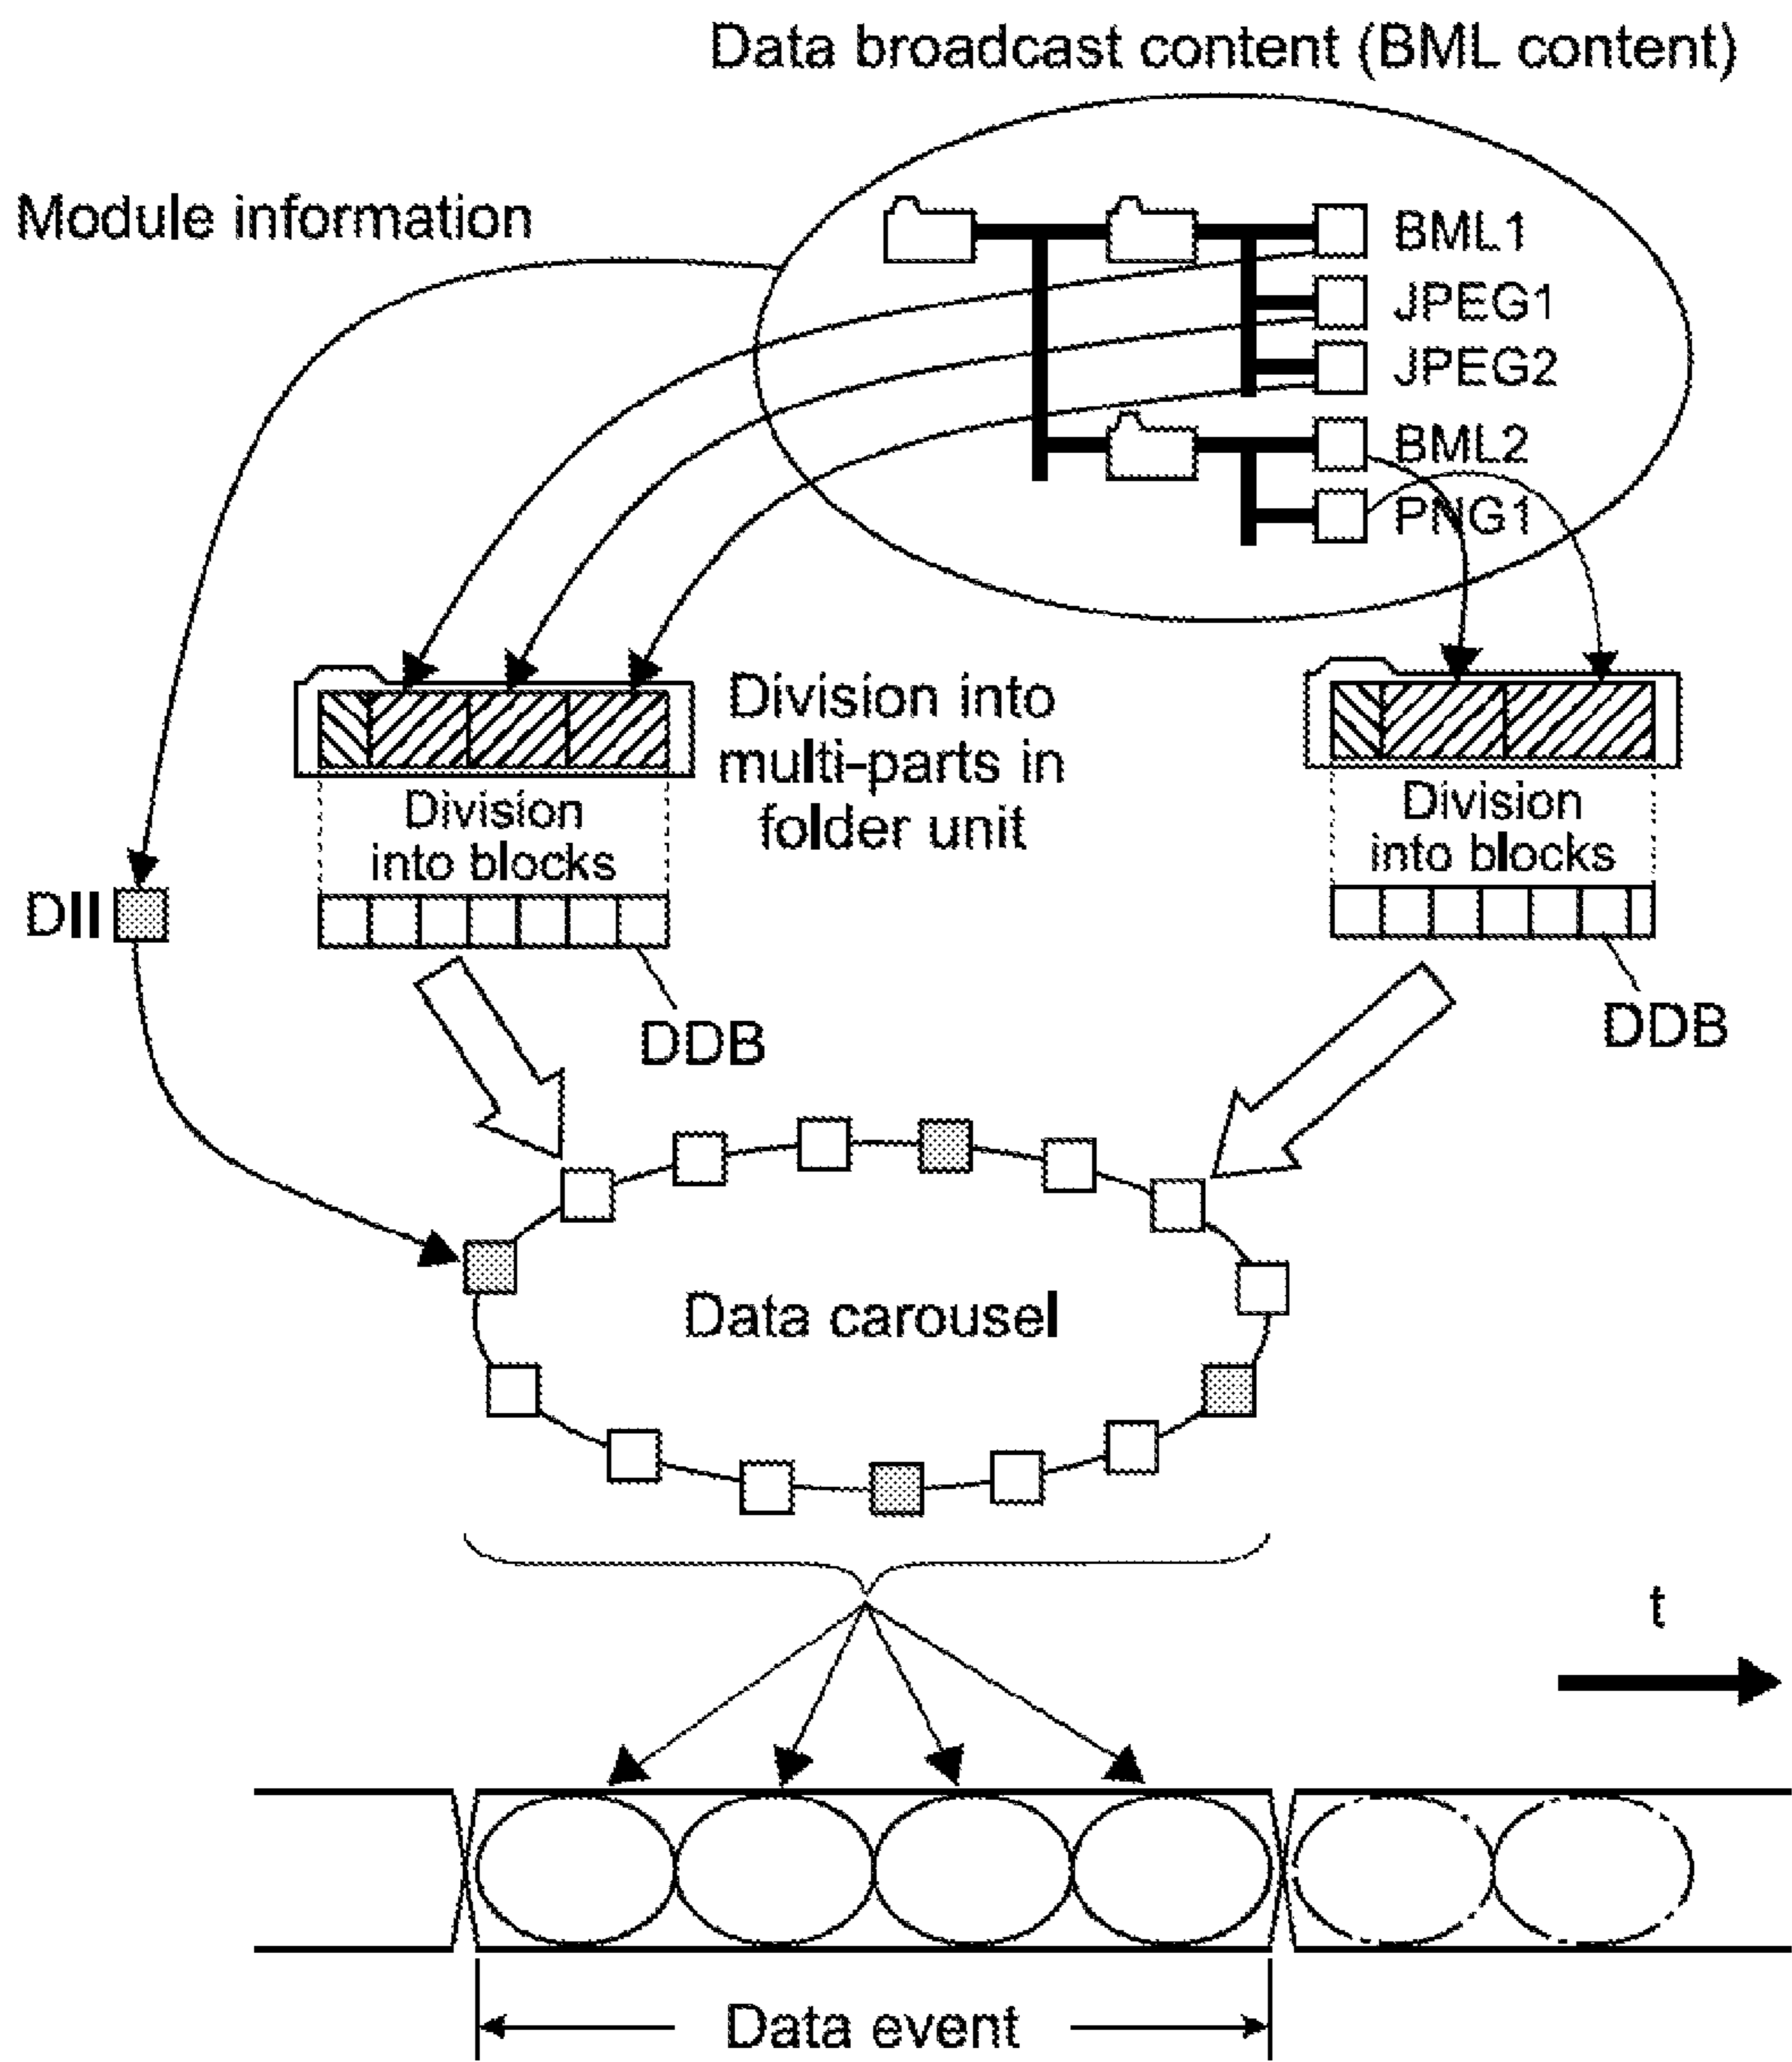 Data broadcast content (BML content)
Module information
BML1
JPEG1
JPEG2
BML2
PNG1
Division into
multi-parts in
folder unit
Division
into blocks
Division
into blocks
DII
DDB
DDB
Data carousel
t
Data event